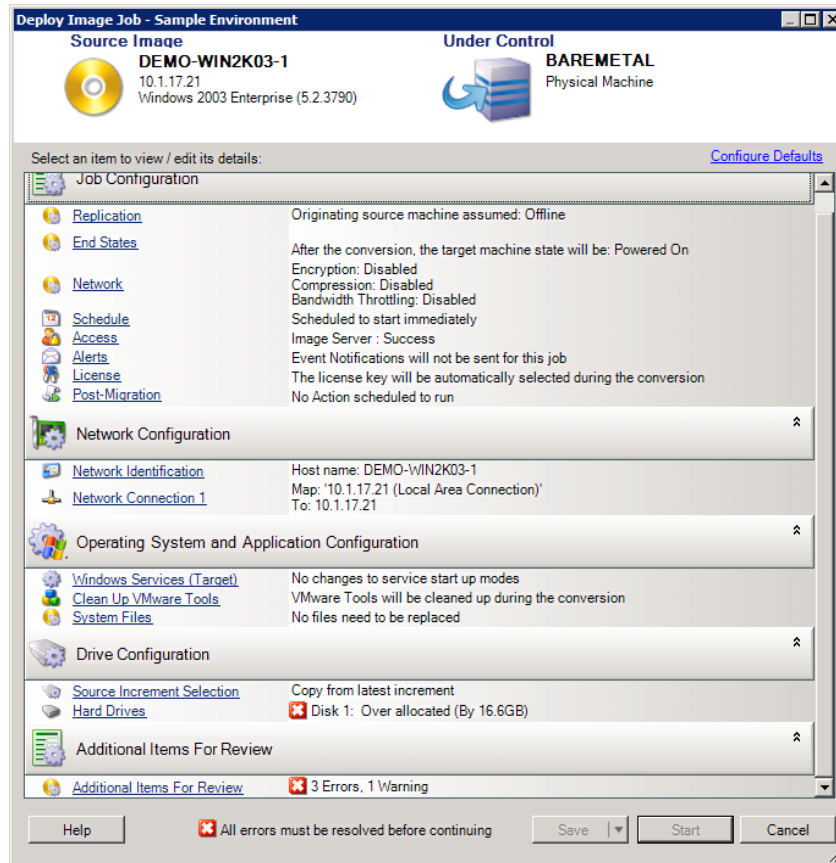 Deploy Image Job - Sample Environment
Source Image
DEMO-WIN2K03-1
10.1.17.21
Windows 2003 Enterprise (5.2.3790)
Under Control
BAREMETAL
Physical Machine
Select an item to view / edit its details:
Configure Defaults
Job Configuration
Replication Originating source machine assumed: Offline
End States After the conversion, the target machine state will be: Powered On
Network Encryption: Disabled
Compression: Disabled
Bandwidth Throttling: Disabled
Schedule Scheduled to start immediately
Access Image Server : Success
Alerts Event Notifications will not be sent for this job
License The license key will be automatically selected during the conversion
Post-Migration No Action scheduled to run
Network Configuration
Network Identification Host name: DEMO-WIN2K03-1
Network Connection 1 Map: '10.1.17.21 (Local Area Connection)'
To: 10.1.17.21
Operating System and Application Configuration
Windows Services (Target) No changes to service start up modes
Clean Up VMware Tools VMware Tools will be cleaned up during the conversion
System Files No files need to be replaced
Drive Configuration
Source Increment Selection Copy from latest increment
Hard Drives Disk 1: Over allocated (By 16.6GB)
Additional Items For Review
Additional Items For Review 3 Errors, 1 Warning
Help All errors must be resolved before continuing Save Start Cancel